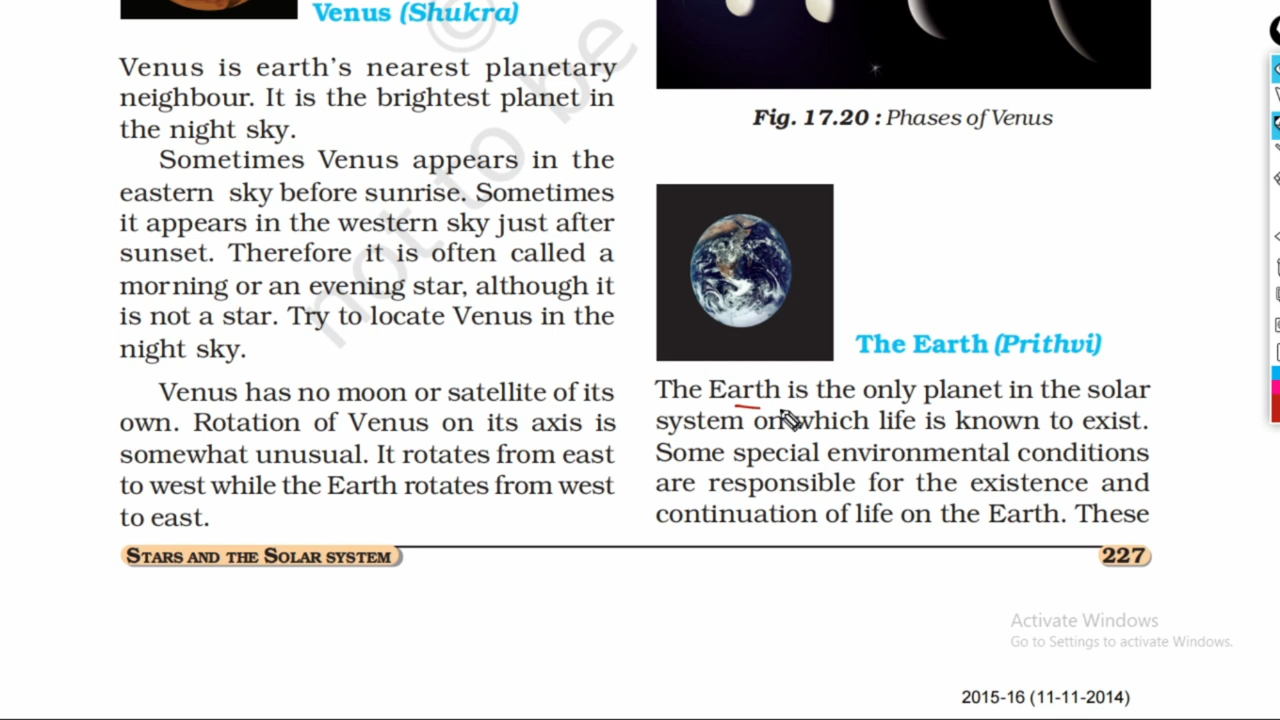 Venus (Shukra)
Venus is earth's nearest planetary
neighbour. It is the brightest planet in
the night sky.
Sometimes Venus appears in the
eastern sky before sunrise. Sometimes
it appears in the western sky just after
sunset. Therefore it is often called a
morning or an evening star, although it
is not a star. Try to locate Venus in the
night sky.
Venus has no moon or satellite of its
own. Rotation of Venus on its axis is
somewhat unusual. It rotates from east
to west while the Earth rotates from west
to east.
Fig. 17.20 : Phases of Venus
The Earth (Prithvi)
The Earth is the only planet in the solar
system on which life is known to exist.
Some special environmental conditions
are responsible for the existence and
continuation of life on the Earth. These
STARS AND THE SOLAR SYSTEM
227
© not to be
Activate Windows
Go to Settings to activate Windows.
2015-16 (11-11-2014)